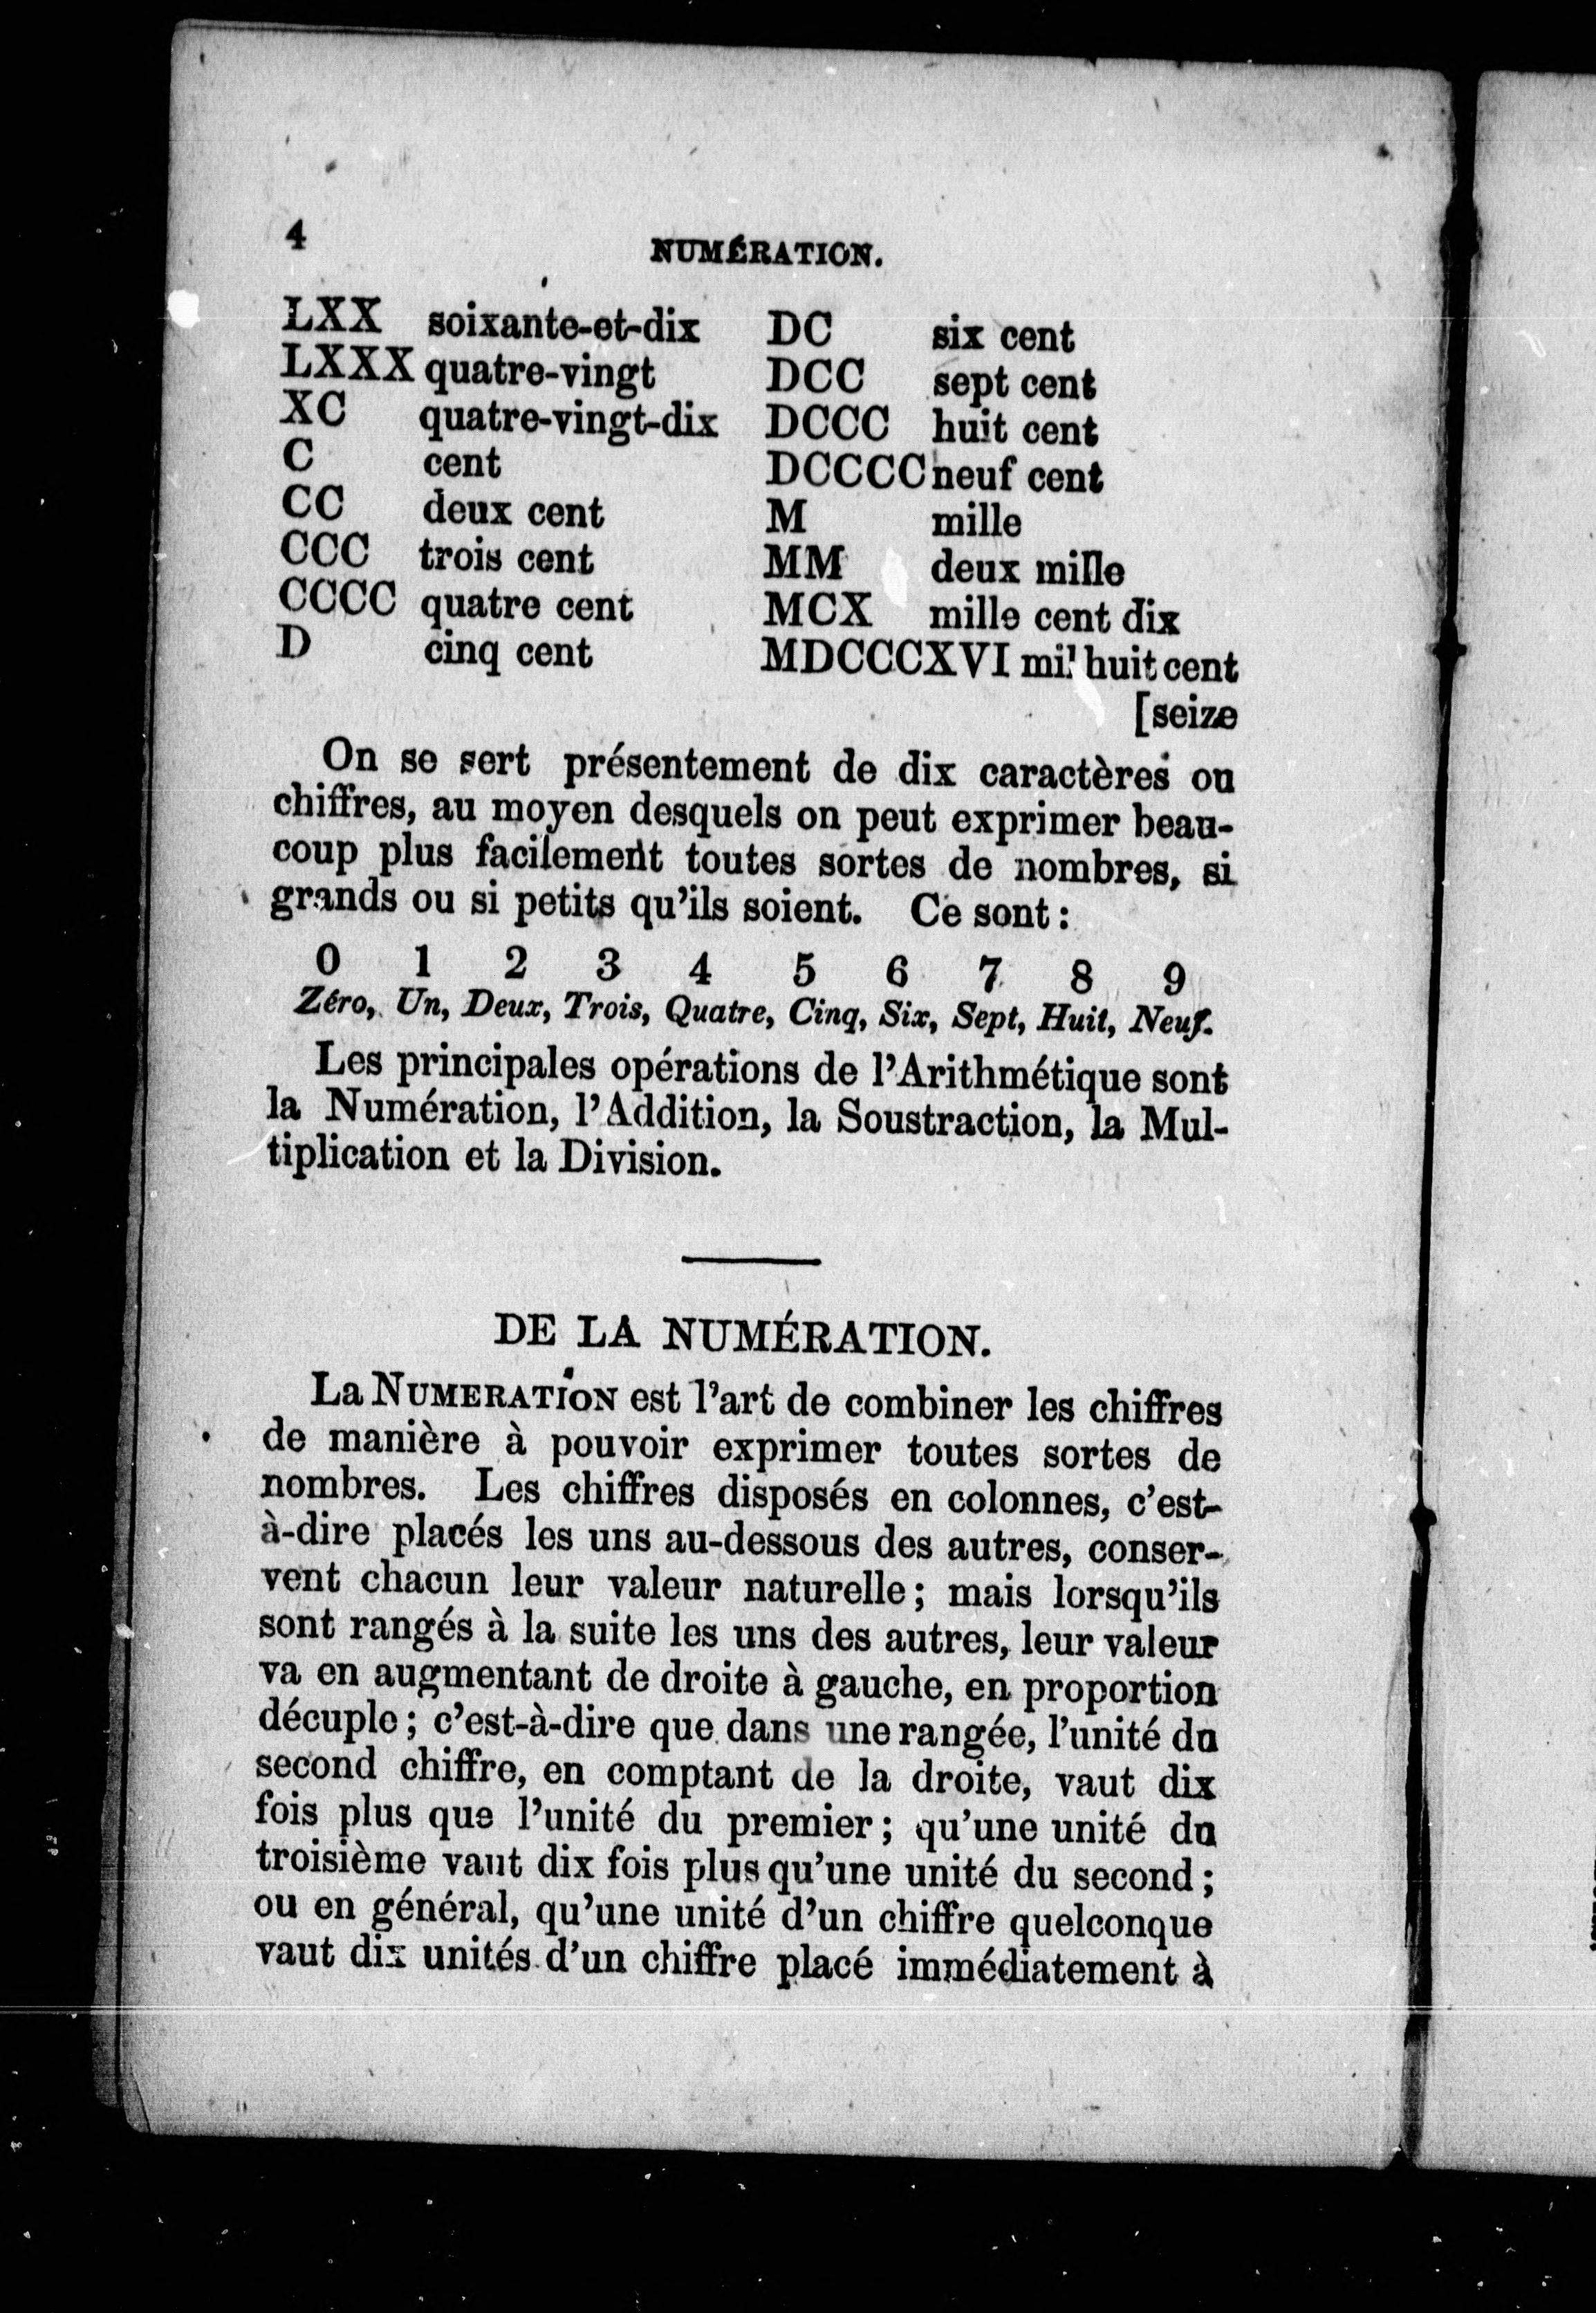 4
NUMÉRATION.
LXX soixante-et-dix DC six cent
LXXX quatre-vingt DCC sept cent
XC quatre-vingt-dix DCCC huit cent
C cent DCCCC neuf cent
CC deux cent M mille
CCC trois cent MM deux mille
CCCC quatre cent MCX mille cent dix
D cinq cent MDCCCXVI mil huit cent
[seize
On se sert présentement de dix caractères ou
chiffres, au moyen desquels on peut exprimer beau-
coup plus facilement toutes sortes de nombres, si
grands ou si petits qu'ils soient. Ce sont :
0 1 2 3 4 5 6 7 8 9
Zéro, Un, Deux, Trois, Quatre, Cinq, Six, Sept, Huit, Neuf.
Les principales opérations de l'Arithmétique sont
la Numération, l'Addition, la Soustraction, la Mul-
tiplication et la Division.
DE LA NUMÉRATION.
La NUMERATION est l'art de combiner les chiffres
de manière à pouvoir exprimer toutes sortes de
nombres. Les chiffres disposés en colonnes, c'est-
à-dire placés les uns au-dessous des autres, conser-
vent chacun leur valeur naturelle ; mais lorsqu'ils
sont rangés à la suite les uns des autres, leur valeur
va en augmentant de droite à gauche, en proportion
décuple ; c'est-à-dire que dans une rangée, l'unité du
second chiffre, en comptant de la droite, vaut dix
fois plus que l'unité du premier ; qu'une unité du
troisième vaut dix fois plus qu'une unité du second ;
ou en général, qu'une unité d'un chiffre quelconque
vaut dix unités d'un chiffre placé immédiatement à